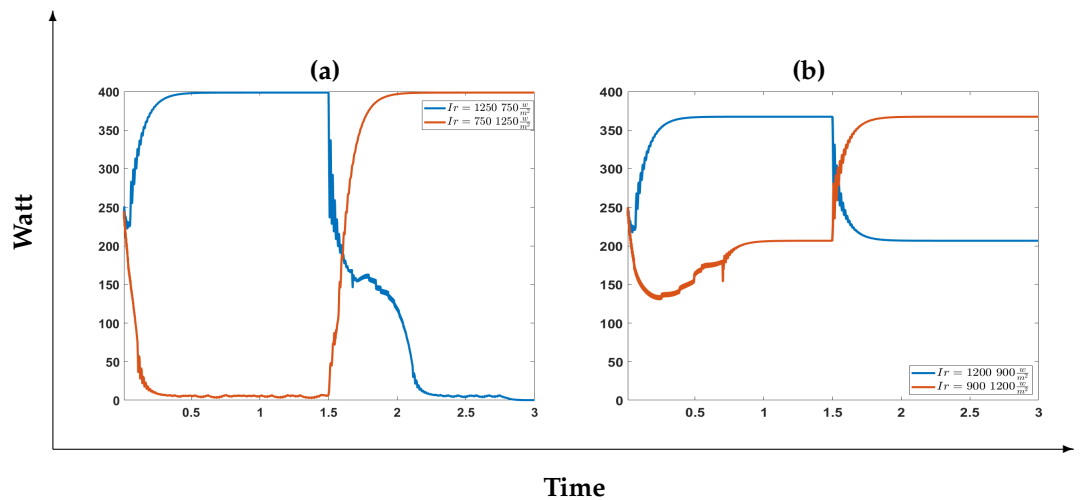 (a)
(b)
400
350
300
250
200
150
100
50
0
0.5 1 1.5 2 2.5 3
Ir = 1250 750 w/m²
Ir = 750 1250 w/m²
400
350
300
250
200
150
100
50
0
0.5 1 1.5 2 2.5 3
Ir = 1200 900 w/m²
Ir = 900 1200 w/m²
Watt
Time